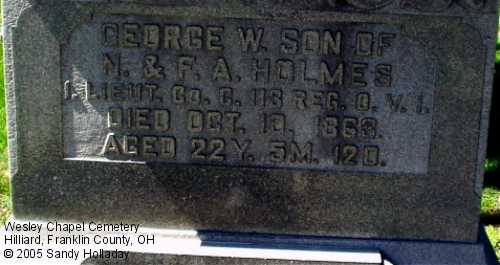 GEORGE W. SON OF
N. & F. A. HOLMES
1 LIEUT. CO. C. 113 REG. O. V. I.
DIED OCT. 10. 1863.
AGED 22Y. 5M. 12D.
Wesley Chapel Cemetery
Hilliard, Franklin County, OH
© 2005 Sandy Holladay